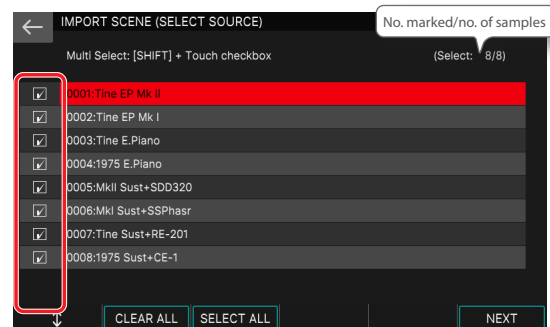 IMPORT SCENE (SELECT SOURCE)
No. marked/no. of samples
Multi Select: [SHIFT] + Touch checkbox
(Select: 8/8)
0001:Tine EP Mk II
0002:Tine EP Mk I
0003:Tine E.Piano
0004:1975 E.Piano
0005:MkII Sust+SDD320
0006:MkI Sust+SSPhasr
0007:Tine Sust+RE-201
0008:1975 Sust+CE-1
CLEAR ALL SELECT ALL NEXT